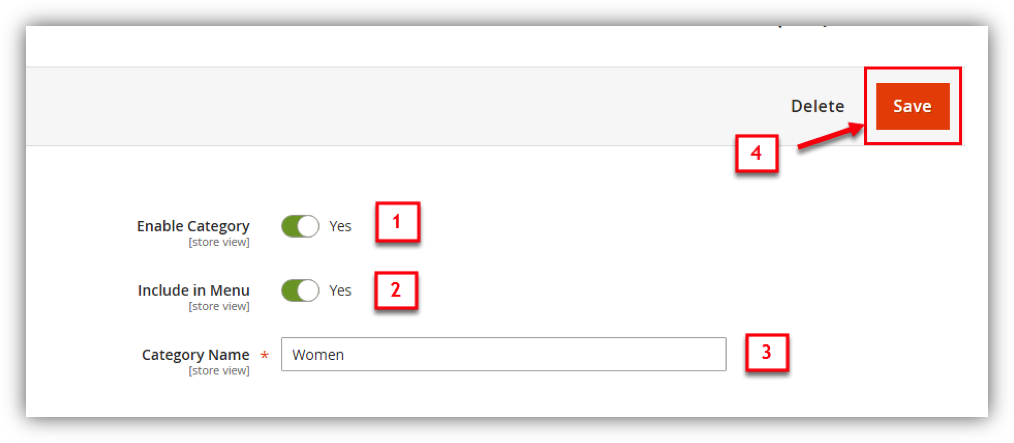 Delete
Save
4
Enable Category
Yes
1
[store view]
Include in Menu
Yes
2
[store view]
Category Name *
Women
3
[store view]